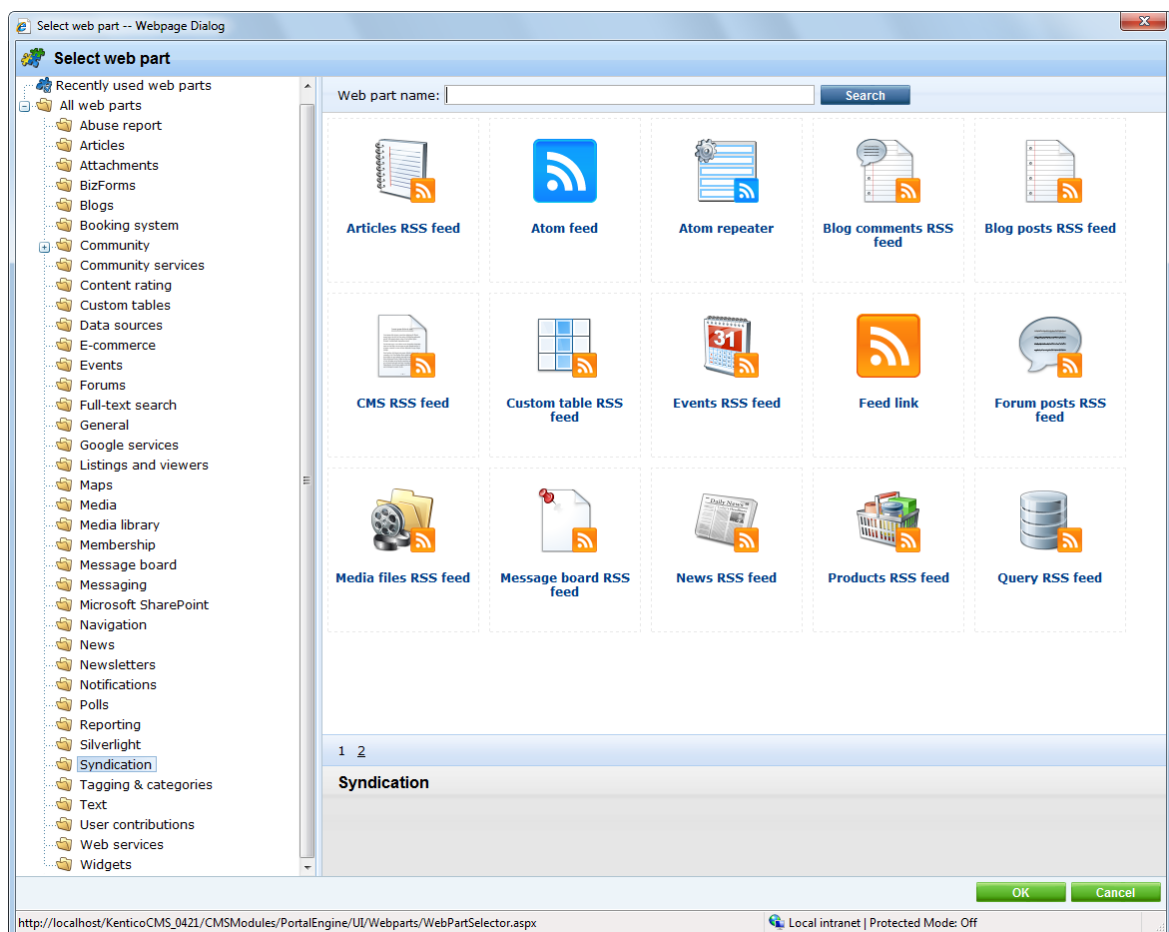 Select web part -- Webpage Dialog
Select web part
Recently used web parts
All web parts
Abuse report
Articles
Attachments
BizForms
Blogs
Booking system
Community
Community services
Content rating
Custom tables
Data sources
E-commerce
Events
Forums
Full-text search
General
Google services
Listings and viewers
Maps
Media
Media library
Membership
Message board
Messaging
Microsoft SharePoint
Navigation
News
Newsletters
Notifications
Polls
Reporting
Silverlight
Syndication
Tagging & categories
Text
User contributions
Web services
Widgets
Web part name:
Search
Articles RSS feed
Atom feed
Atom repeater
Blog comments RSS
feed
Blog posts RSS feed
CMS RSS feed
Custom table RSS
feed
31
Events RSS feed
Feed link
Forum posts RSS
feed
Media files RSS feed
Message board RSS
feed
Daily News
News RSS feed
Products RSS feed
Query RSS feed
1 2
Syndication
OK
Cancel
http://localhost/KenticoCMS_0421/CMSModules/PortalEngine/UI/Webparts/WebPartSelector.aspx
Local intranet | Protected Mode: Off